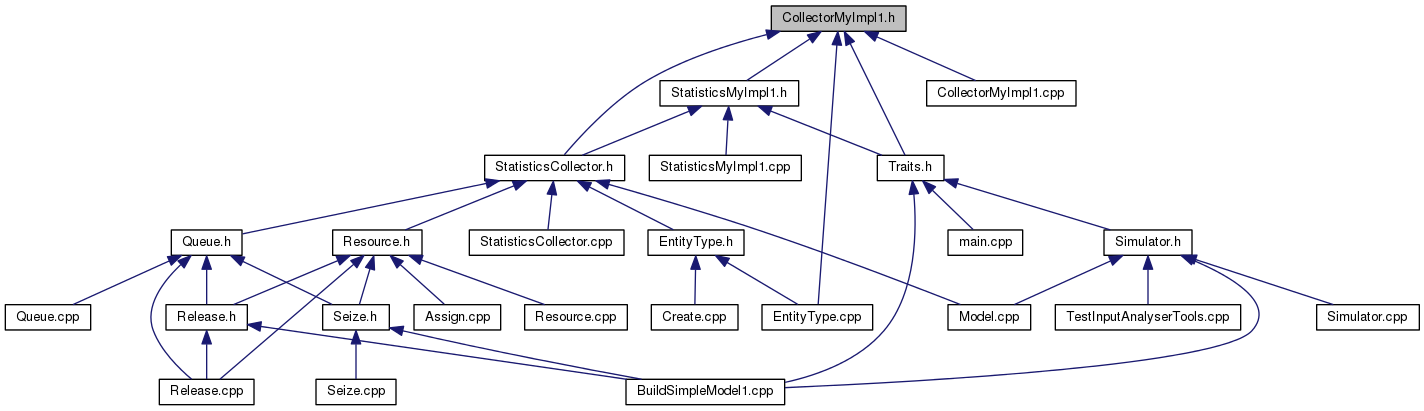 CollectorMyImpl1.h
StatisticsMyImpl1.h
CollectorMyImpl1.cpp
StatisticsCollector.h
StatisticsMyImpl1.cpp
Traits.h
Queue.h
Resource.h
StatisticsCollector.cpp
EntityType.h
main.cpp
Simulator.h
Queue.cpp
Release.h
Seize.h
Assign.cpp
Resource.cpp
Create.cpp
EntityType.cpp
Model.cpp
TestInputAnalyserTools.cpp
Simulator.cpp
Release.cpp
Seize.cpp
BuildSimpleModel1.cpp